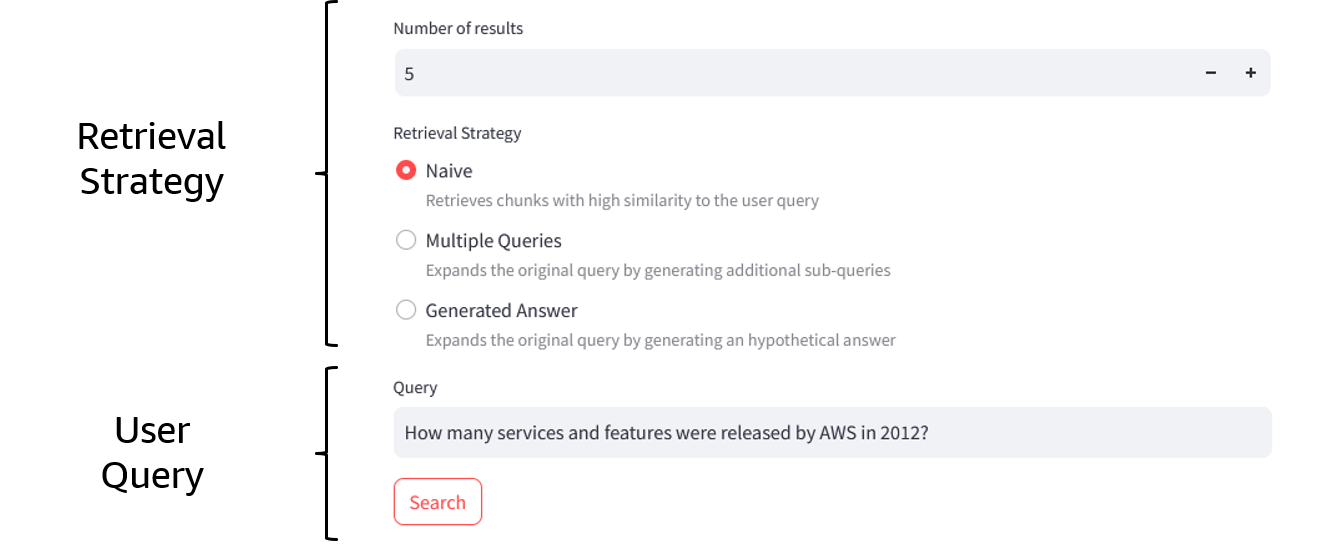 Retrieval
Strategy
Number of results
5
Retrieval Strategy
Naive
Retrieves chunks with high similarity to the user query
Multiple Queries
Expands the original query by generating additional sub-queries
Generated Answer
Expands the original query by generating an hypothetical answer
User
Query
Query
How many services and features were released by AWS in 2012?
Search